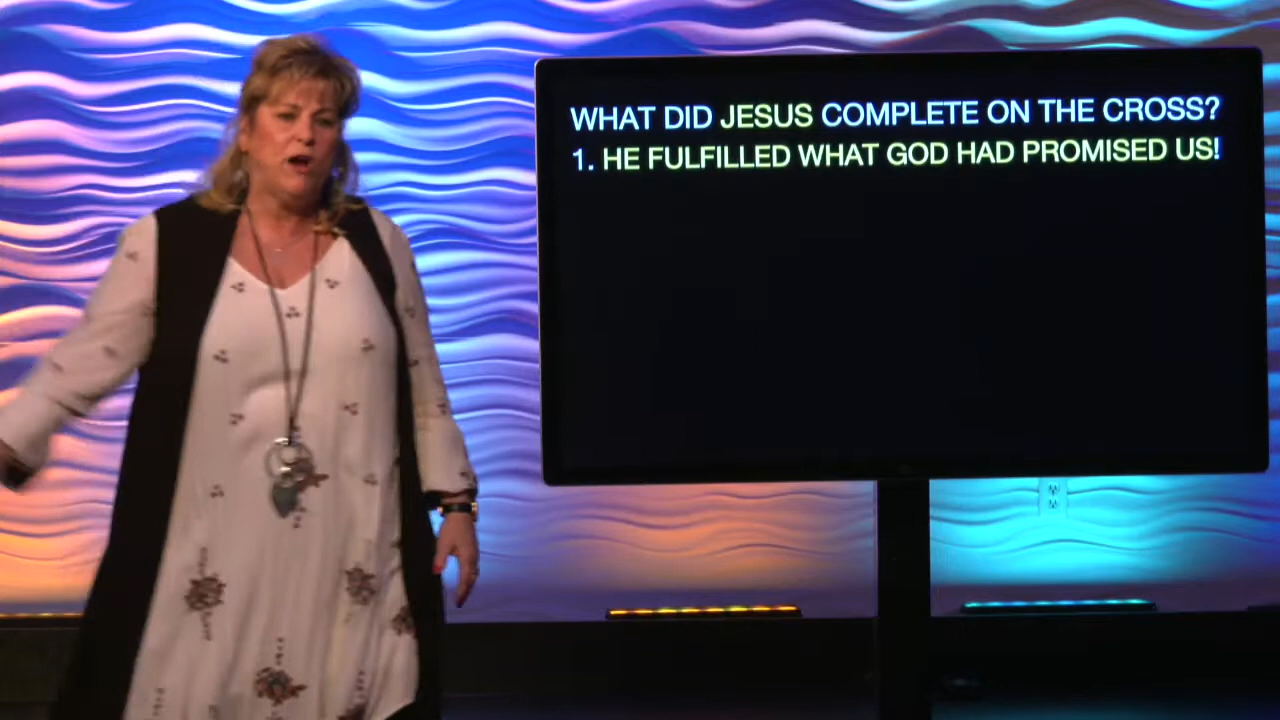 WHAT DID JESUS COMPLETE ON THE CROSS?
1. HE FULFILLED WHAT GOD HAD PROMISED US!